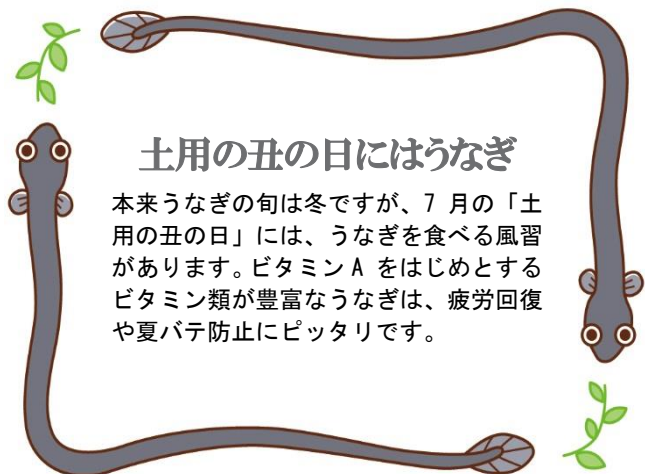 土用の丑の日にはうなぎ
本来うなぎの旬は冬ですが、7 月の「土
用の丑の日」には、うなぎを食べる風習
があります。ビタミン A をはじめとする
ビタミン類が豊富なうなぎは、疲労回復
や夏バテ防止にピッタリです。